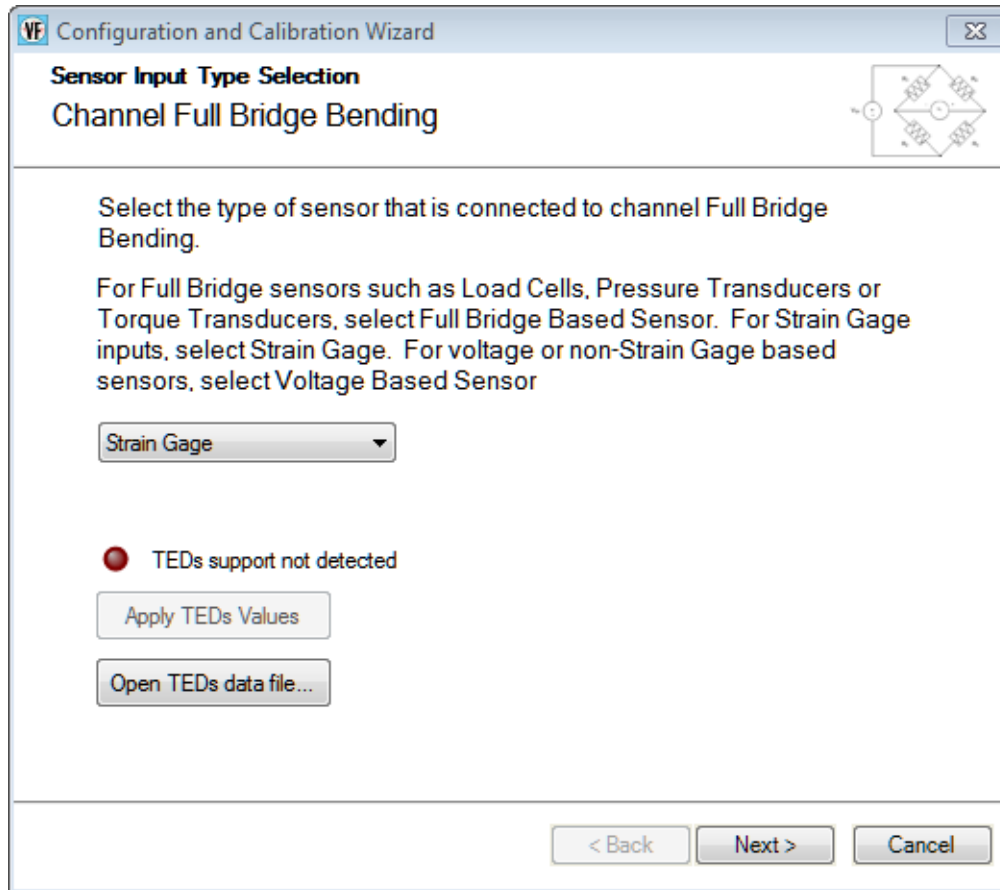 VF Configuration and Calibration Wizard
Sensor Input Type Selection
Channel Full Bridge Bending
Select the type of sensor that is connected to channel Full Bridge
Bending.
For Full Bridge sensors such as Load Cells, Pressure Transducers or
Torque Transducers, select Full Bridge Based Sensor.  For Strain Gage
inputs, select Strain Gage.  For voltage or non-Strain Gage based
sensors, select Voltage Based Sensor
Strain Gage
TEDs support not detected
Apply TEDs Values
Open TEDs data file...
< Back Next > Cancel